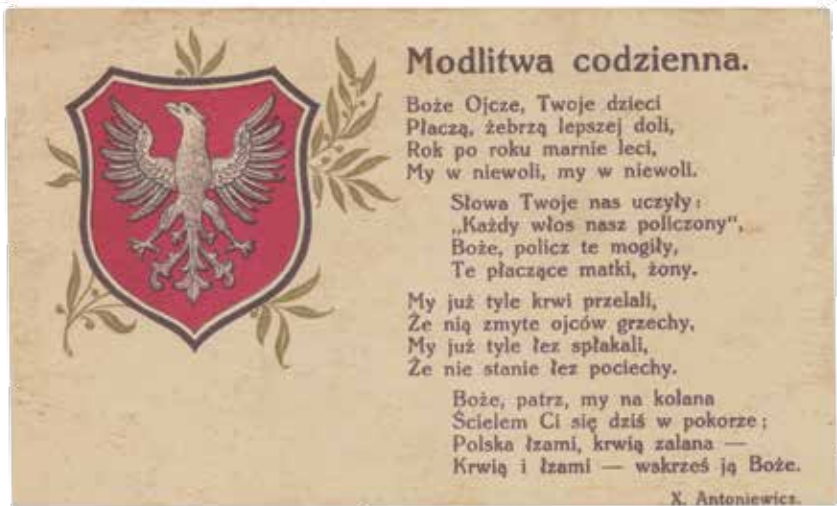 Modlitwa codzienna.
Boże Ojcze, Twoje dzieci
Płaczą, żebrzą lepszej doli,
Rok po roku marnie leci,
My w niewoli, my w niewoli.
Słowa Twoje nas uczyły:
„Każdy włos nasz policzony",
Boże, policz te mogiły,
Te płaczące matki, żony.
My już tyle krwi przelali,
Że nią zmyte ojców grzechy,
My już tyle łez spłakali,
Że nie stanie łez pociechy.
Boże, patrz, my na kolana
Ścielem Ci się dziś w pokorze;
Polska łzami, krwią zalana —
Krwią i łzami — wskrześ ją Boże.
X. Antoniewicz.